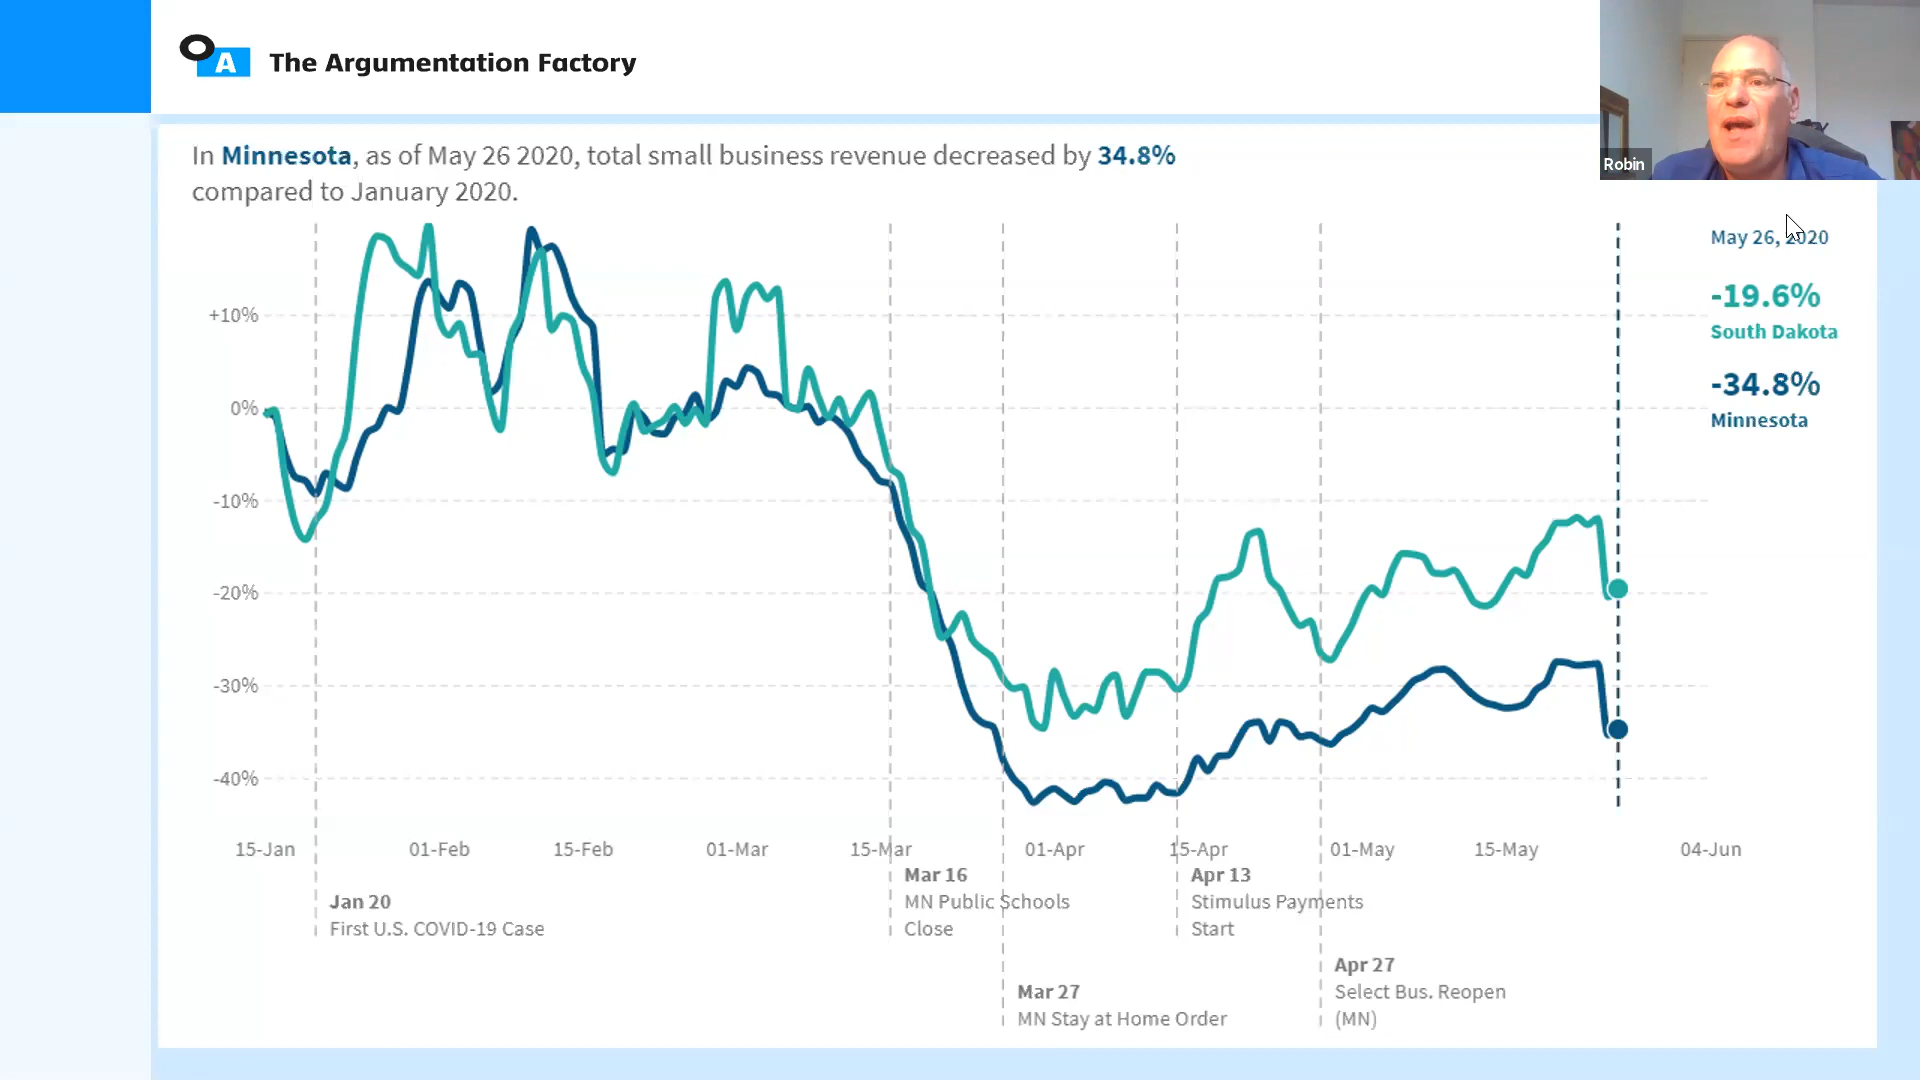 A The Argumentation Factory
Robin
In Minnesota, as of May 26 2020, total small business revenue decreased by 34.8%
compared to January 2020.
May 26, 2020
-19.6%
South Dakota
-34.8%
Minnesota
+10%
0%
-10%
-20%
-30%
-40%
15-Jan 01-Feb 15-Feb 01-Mar 15-Mar 01-Apr 15-Apr 01-May 15-May 04-Jun
Jan 20
First U.S. COVID-19 Case
Mar 16
MN Public Schools
Close
Mar 27
MN Stay at Home Order
Apr 13
Stimulus Payments
Start
Apr 27
Select Bus. Reopen
(MN)